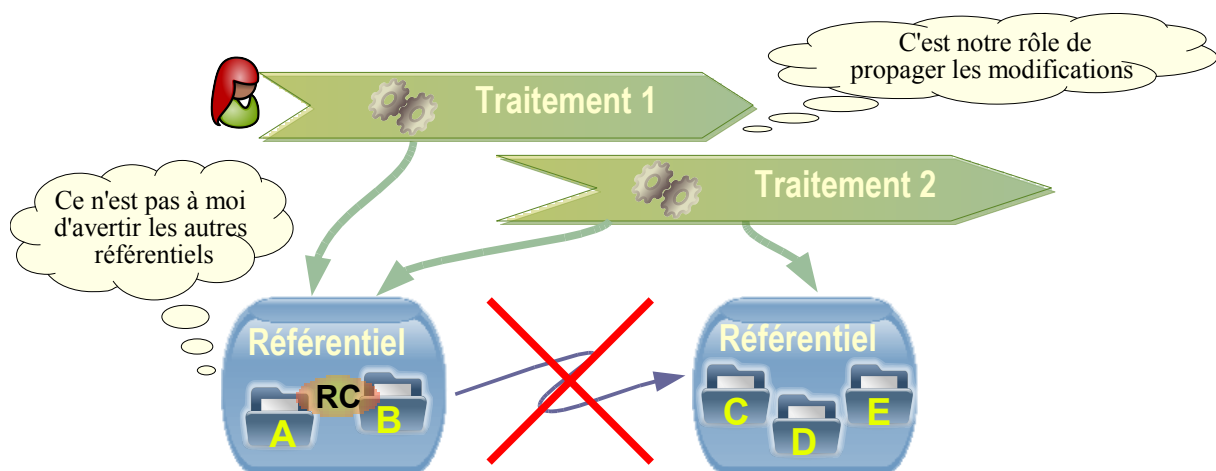 C'est notre rôle de
propager les modifications
Traitement 1
Traitement 2
Ce n'est pas à moi
d'avertir les autres
référentiels
Référentiel
RC
A
B
Référentiel
C
E
D